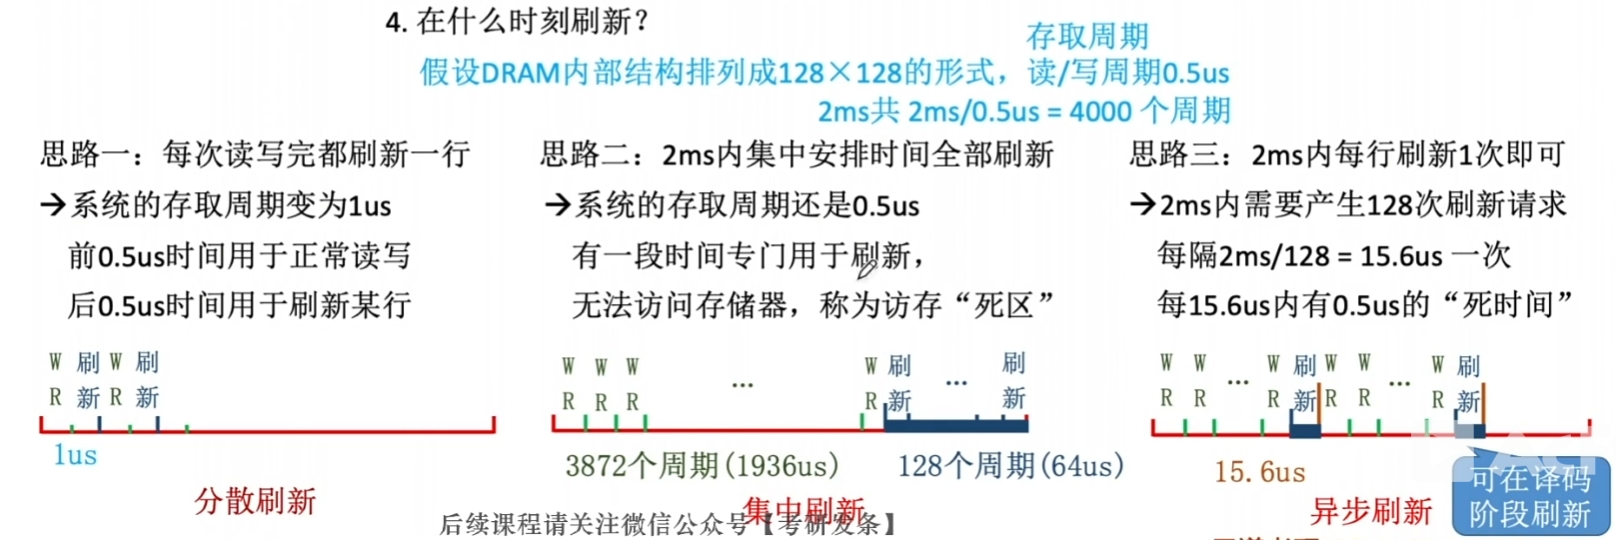 4. 在什么时刻刷新？
存取周期
假设DRAM内部结构排列成128×128的形式，读/写周期0.5us
2ms共 2ms/0.5us = 4000 个周期
思路一：每次读写完都刷新一行
→系统的存取周期变为1us
前0.5us时间用于正常读写
后0.5us时间用于刷新某行
W 刷 W 刷
R 新 R 新
1us
分散刷新
思路二：2ms内集中安排时间全部刷新
→系统的存取周期还是0.5us
有一段时间专门用于刷新，
无法访问存储器，称为访存“死区”
W W W ... W 刷 ... 刷
R R R R 新 新
3872个周期(1936us) 128个周期(64us)
集中刷新
思路三：2ms内每行刷新1次即可
→2ms内需要产生128次刷新请求
每隔2ms/128 = 15.6us 一次
每15.6us内有0.5us的“死时间”
W W ... W 刷 W W ... W 刷
R R R 新 R R R 新
15.6us
异步刷新
可在译码
阶段刷新
后续课程请关注微信公众号【考研发条】